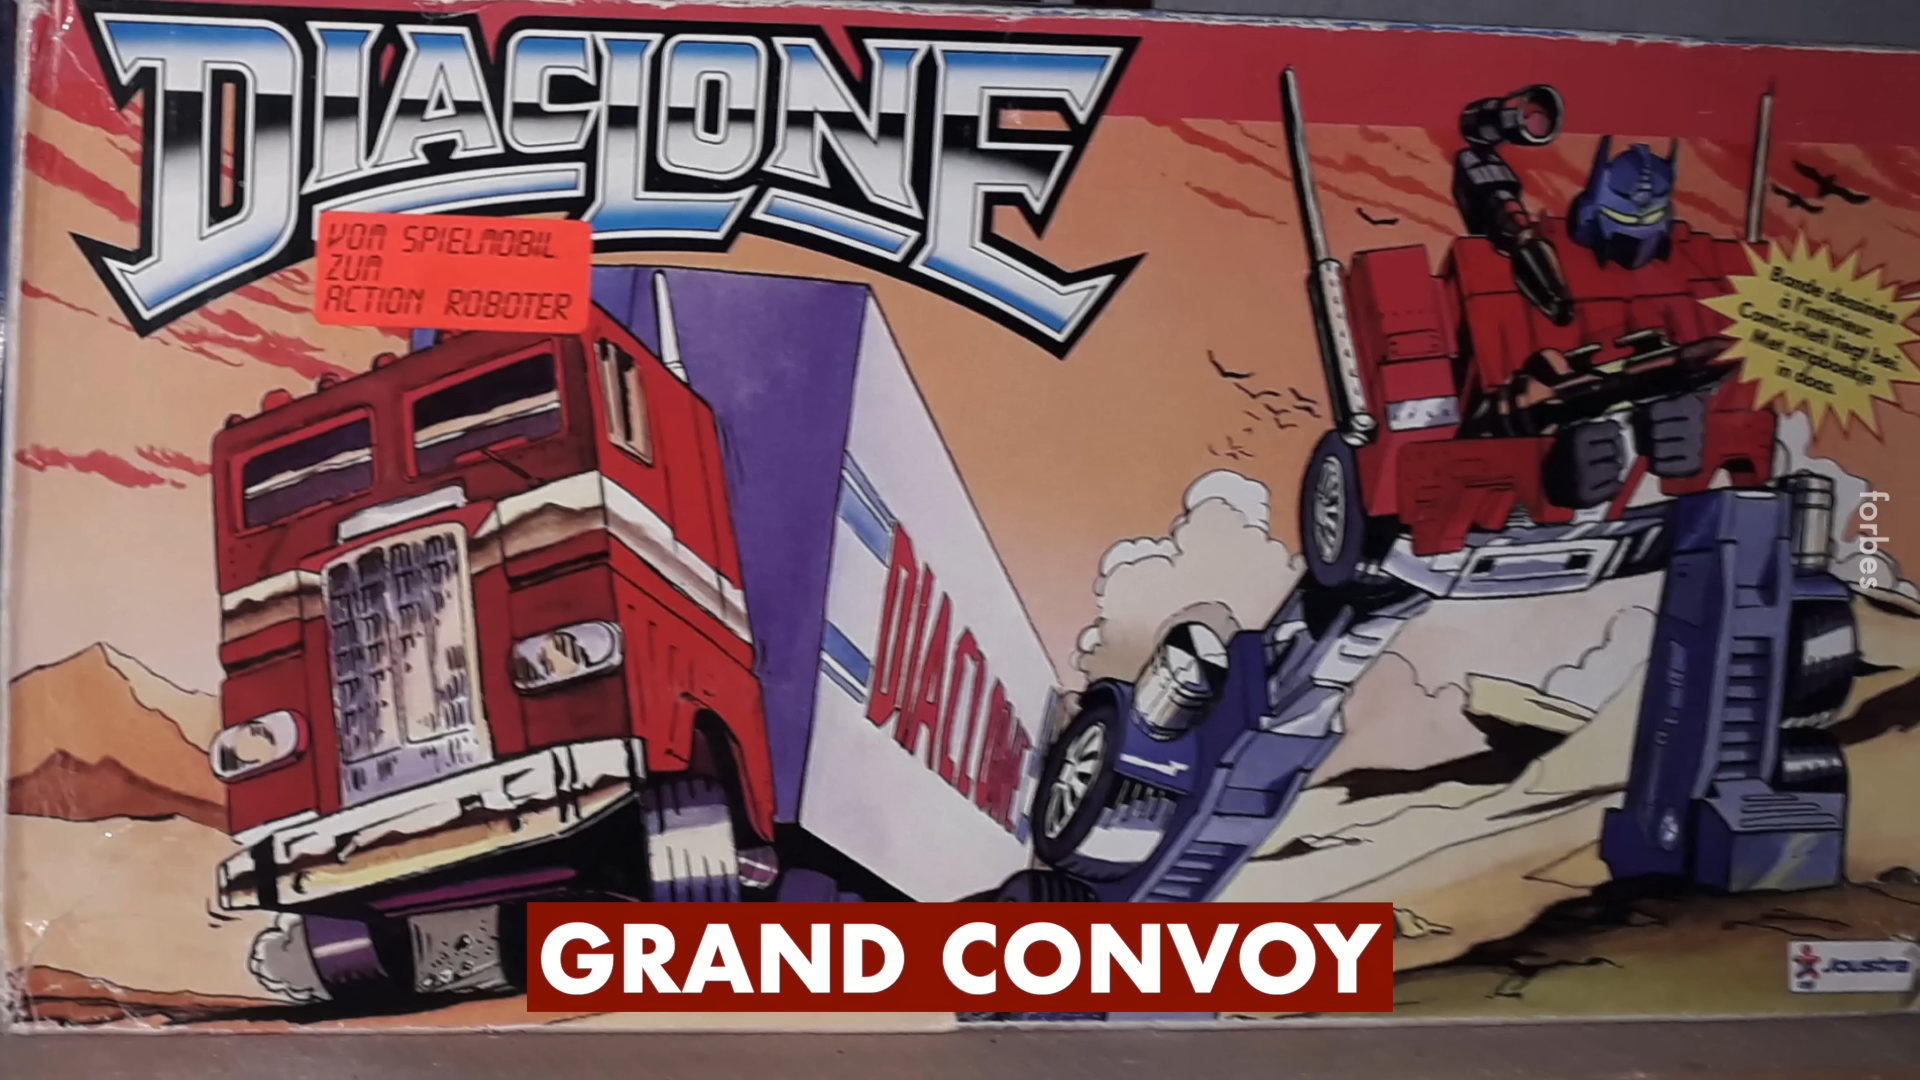 DIACLONE
VOM SPIELMOBIL
ZUM
ACTION ROBOTER
Bande dessinée
à l'intérieur.
Comic-Heft liegt bei.
Met stripboekje
in doos.
DIACLONE
forbes
Joustra
GRAND CONVOY